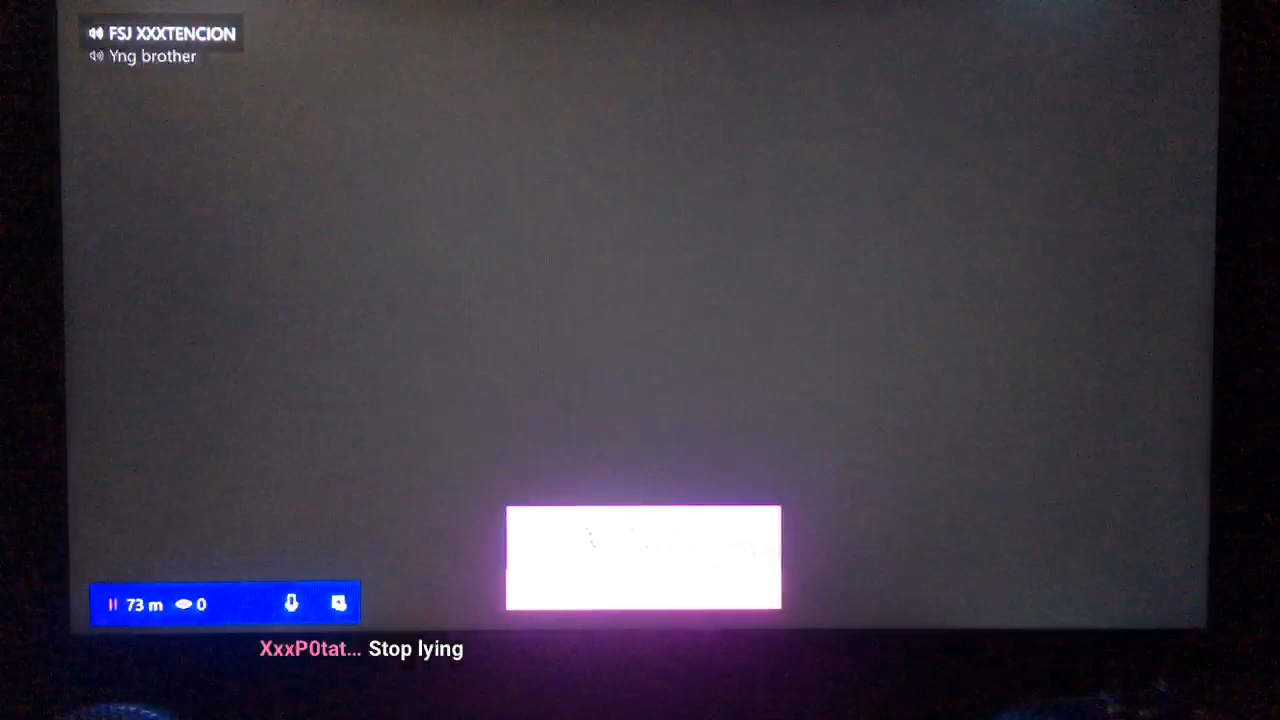 FSJ XXXTENCION
Yng brother
73 m 0
XxxP0tat... Stop lying